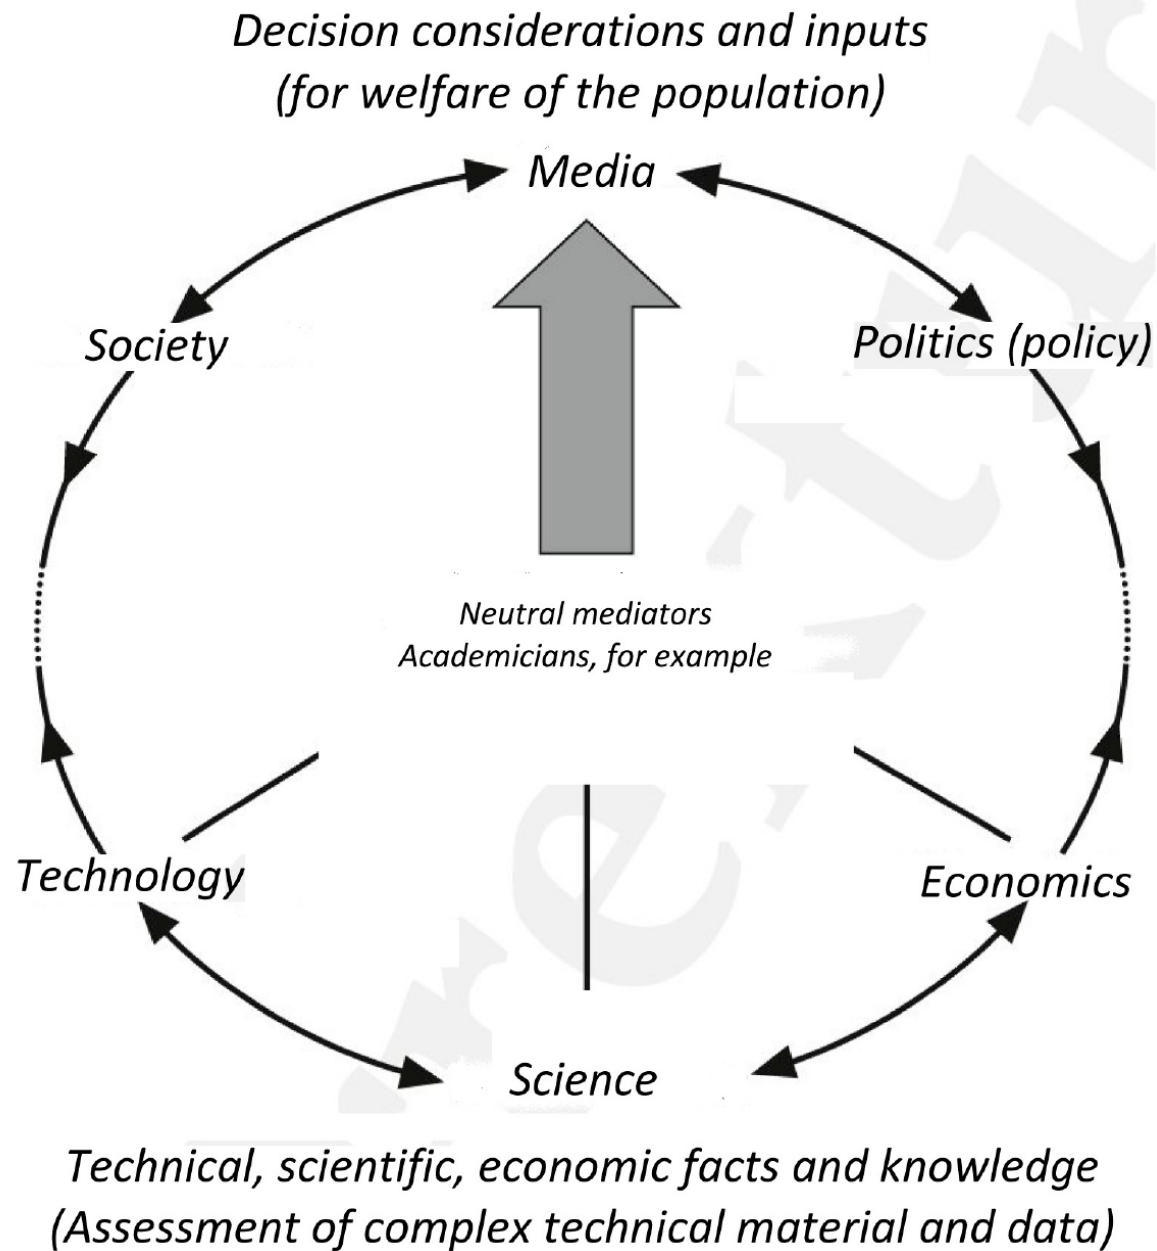 Decision considerations and inputs
(for welfare of the population)
Media
Society
Politics (policy)
Neutral mediators
Academicians, for example
Technology
Economics
Science
Technical, scientific, economic facts and knowledge
(Assessment of complex technical material and data)